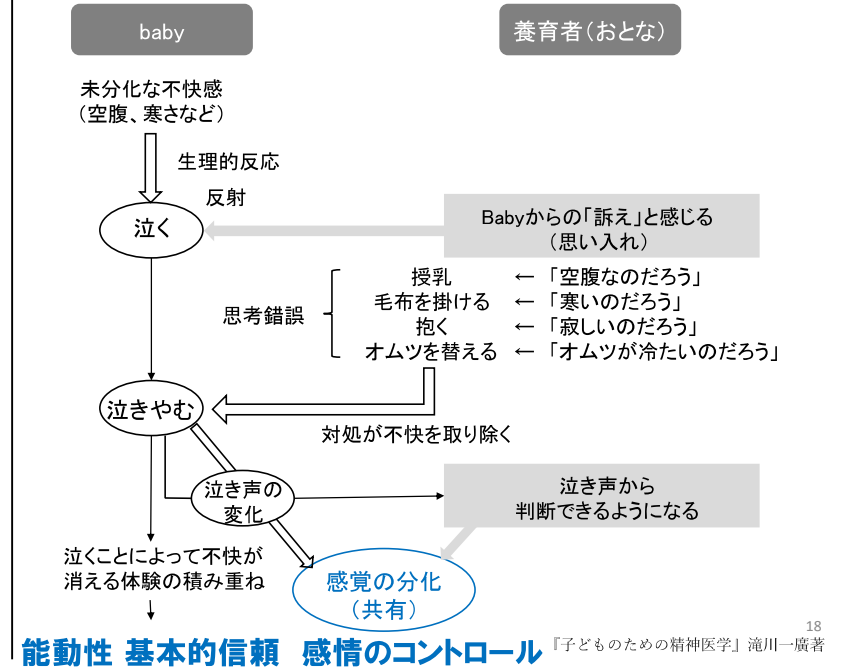 baby
養育者（おとな）
未分化な不快感
（空腹、寒さなど）
生理的反応
反射
泣く
Babyからの「訴え」と感じる
（思い入れ）
思考錯誤
授乳 ← 「空腹なのだろう」
毛布を掛ける ← 「寒いのだろう」
抱く ← 「寂しいのだろう」
オムツを替える ← 「オムツが冷たいのだろう」
泣きやむ
対処が不快を取り除く
泣き声の
変化
泣き声から
判断できるようになる
泣くことによって不快が
消える体験の積み重ね
感覚の分化
（共有）
能動性 基本的信頼 感情のコントロール
18
『子どものための精神医学』滝川一廣著